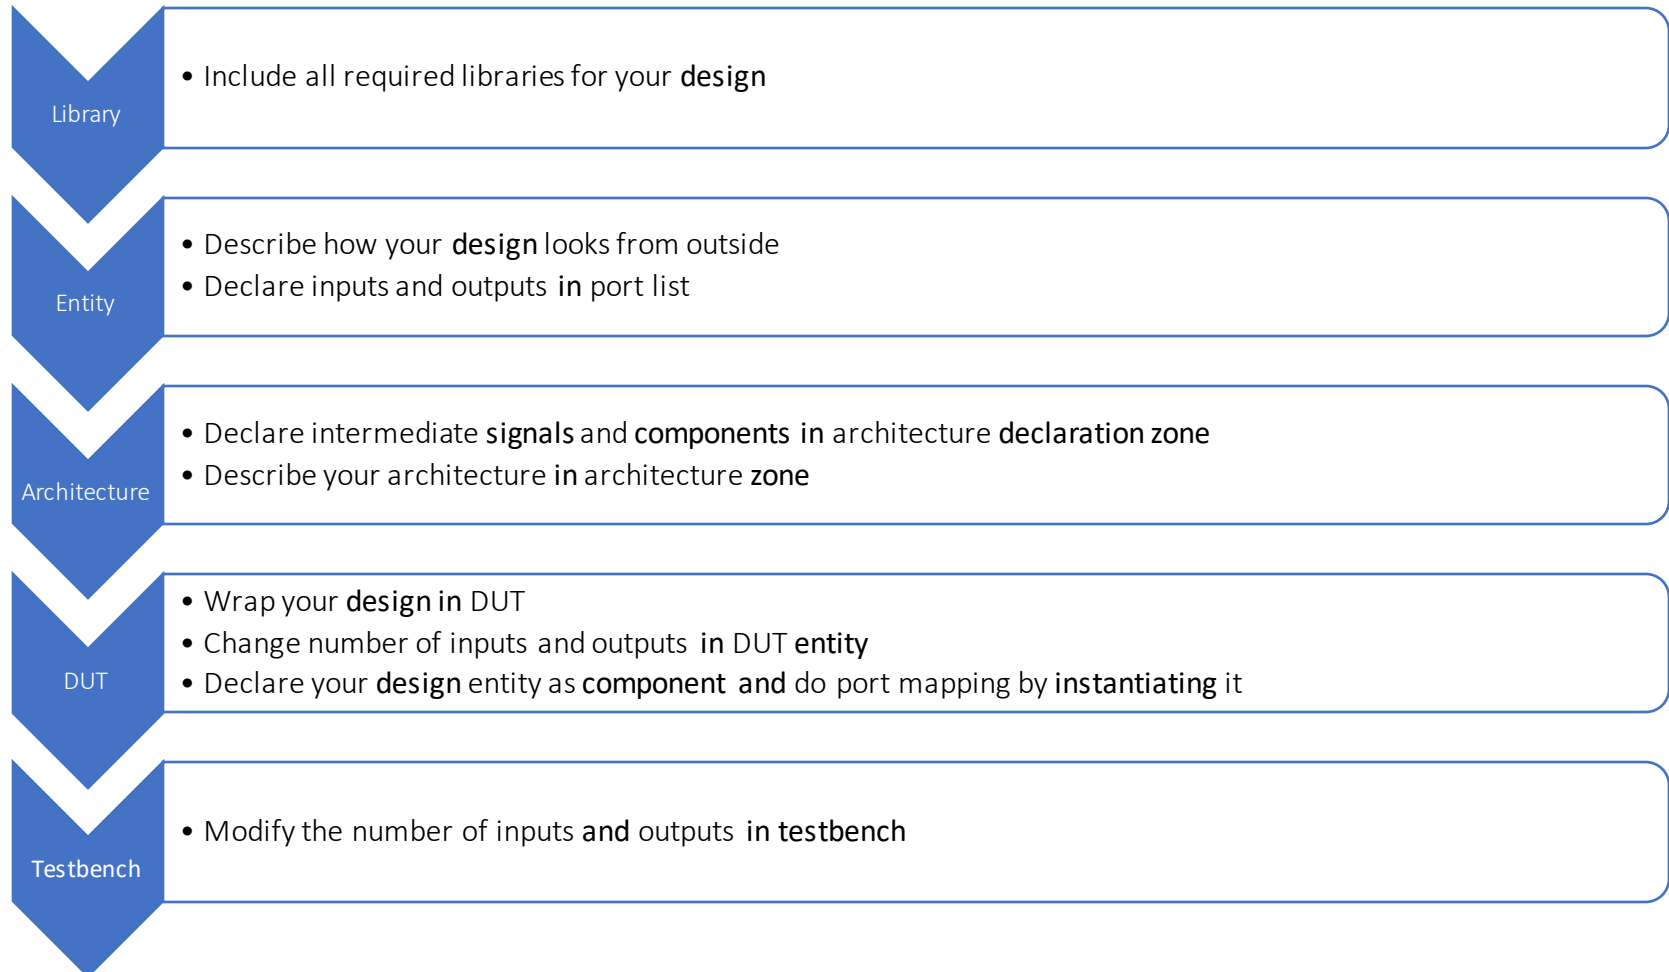 Library
• Include all required libraries for your design
Entity
• Describe how your design looks from outside
• Declare inputs and outputs in port list
Architecture
• Declare intermediate signals and components in architecture declaration zone
• Describe your architecture in architecture zone
DUT
• Wrap your design in DUT
• Change number of inputs and outputs in DUT entity
• Declare your design entity as component and do port mapping by instantiating it
Testbench
• Modify the number of inputs and outputs in testbench